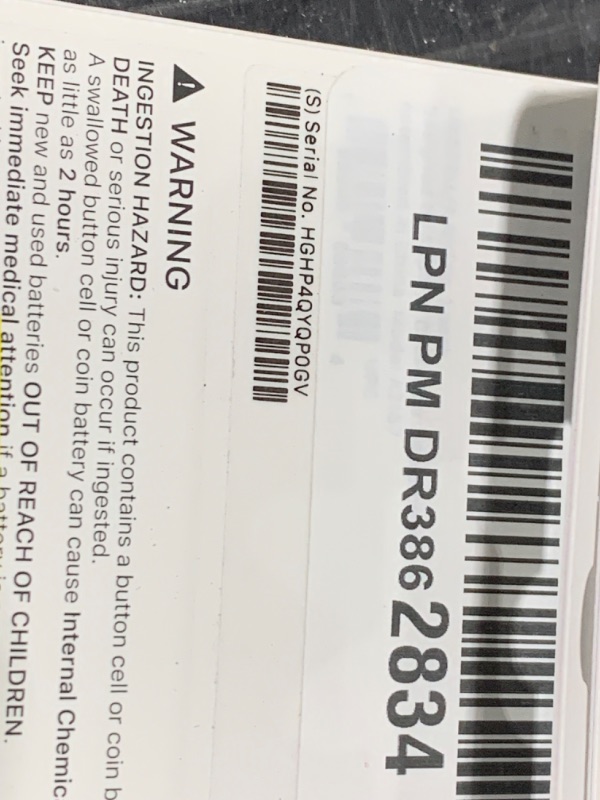 LPN PM DR3862834
(S) Serial No. HGHP4QYQP0GV
WARNING
INGESTION HAZARD: This product contains a button cell or coin b
DEATH or serious injury can occur if ingested.
A swallowed button cell or coin battery can cause Internal Chemic
as little as 2 hours.
KEEP new and used batteries OUT OF REACH OF CHILDREN.
Seek immediate medical attention if a battery is